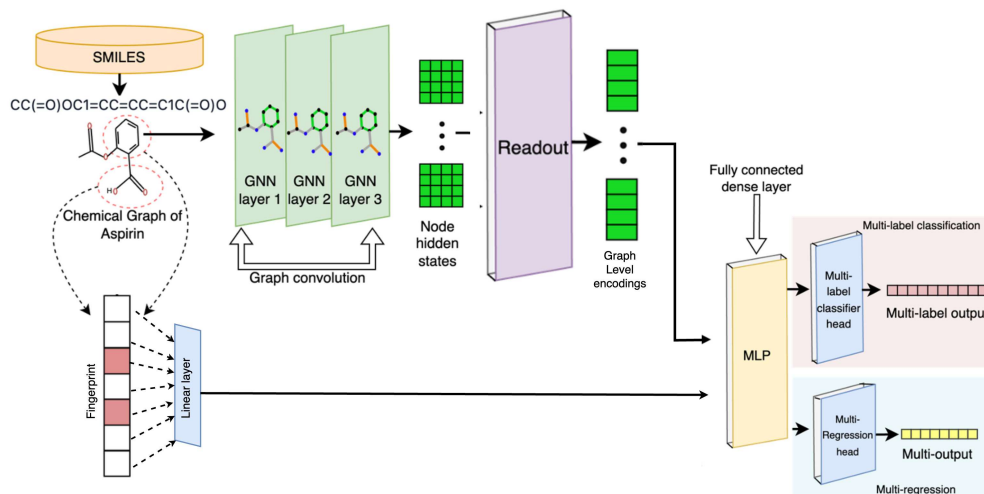 SMILES
CC(=O)OC1=CC=CC=C1C(=O)O
O
O
O
H O
Chemical Graph of
Aspirin
GNN
layer 1
GNN
layer 2
GNN
layer 3
Graph convolution
Node
hidden
states
Readout
Graph
Level
encodings
Fully connected
dense layer
Fingerprint
Linear layer
MLP
Multi-label classification
Multi-
label
classifier
head
Multi-label output
Multi-
Regression
head
Multi-output
Multi-regression